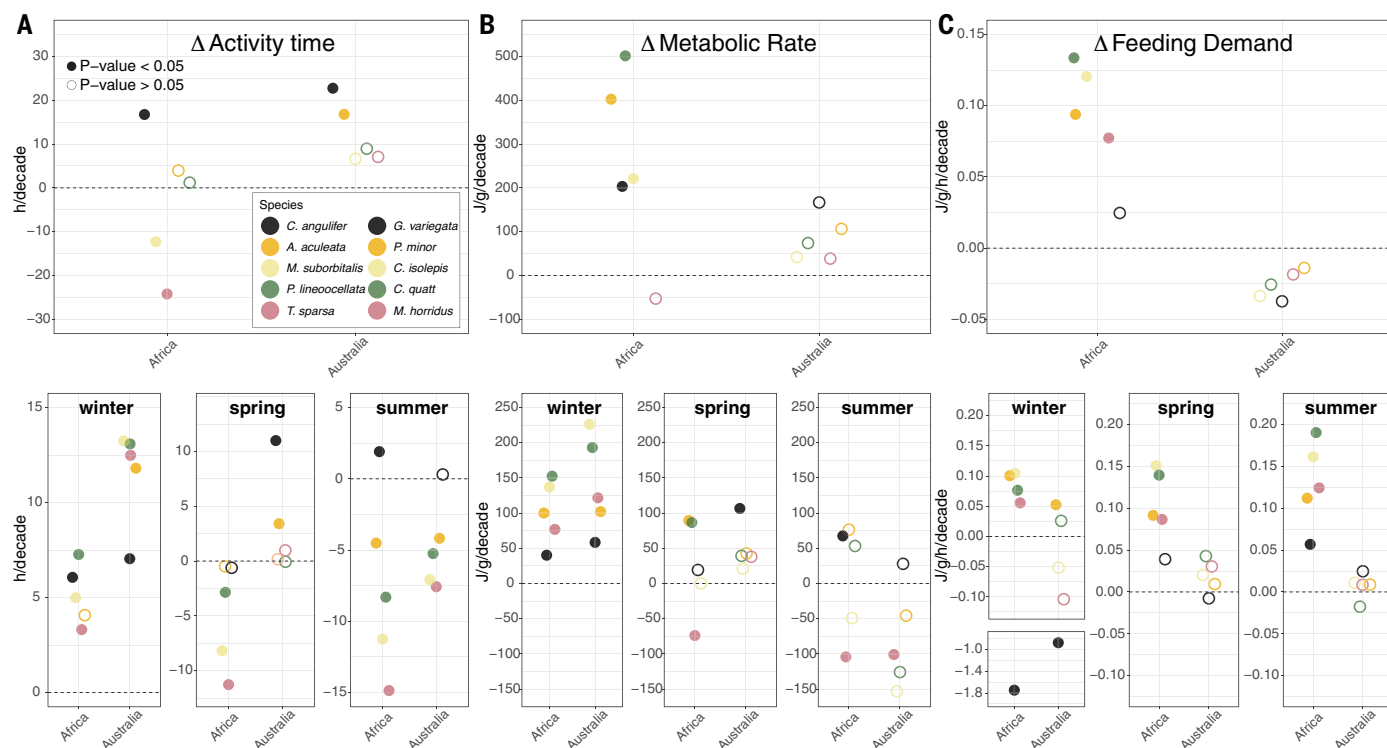 A
Δ Activity time
P-value < 0.05
P-value > 0.05
h/decade
30
20
10
0
−10
−20
−30
Africa
Australia
Species
C. angulifer
G. variegata
A. aculeata
P. minor
M. suborbitalis
C. isolepis
P. lineoocellata
C. quatt
T. sparsa
M. horridus
B
Δ Metabolic Rate
J/g/decade
500
400
300
200
100
0
−100
Africa
Australia
C
Δ Feeding Demand
J/g/h/decade
0.15
0.10
0.05
0.00
−0.05
Africa
Australia
winter
h/decade
15
10
5
0
Africa
Australia
spring
10
5
0
−5
−10
Africa
Australia
summer
5
0
−5
−10
−15
Africa
Australia
winter
J/g/decade
250
200
150
100
50
0
−50
−100
−150
Africa
Australia
spring
250
200
150
100
50
0
−50
−100
−150
Africa
Australia
summer
250
200
150
100
50
0
−50
−100
−150
Africa
Australia
winter
J/g/h/decade
0.20
0.15
0.10
0.05
0.00
−0.05
−0.10
−1.0
−1.4
−1.8
Africa
Australia
spring
0.20
0.15
0.10
0.05
0.00
−0.05
−0.10
Africa
Australia
summer
0.20
0.15
0.10
0.05
0.00
−0.05
−0.10
Africa
Australia